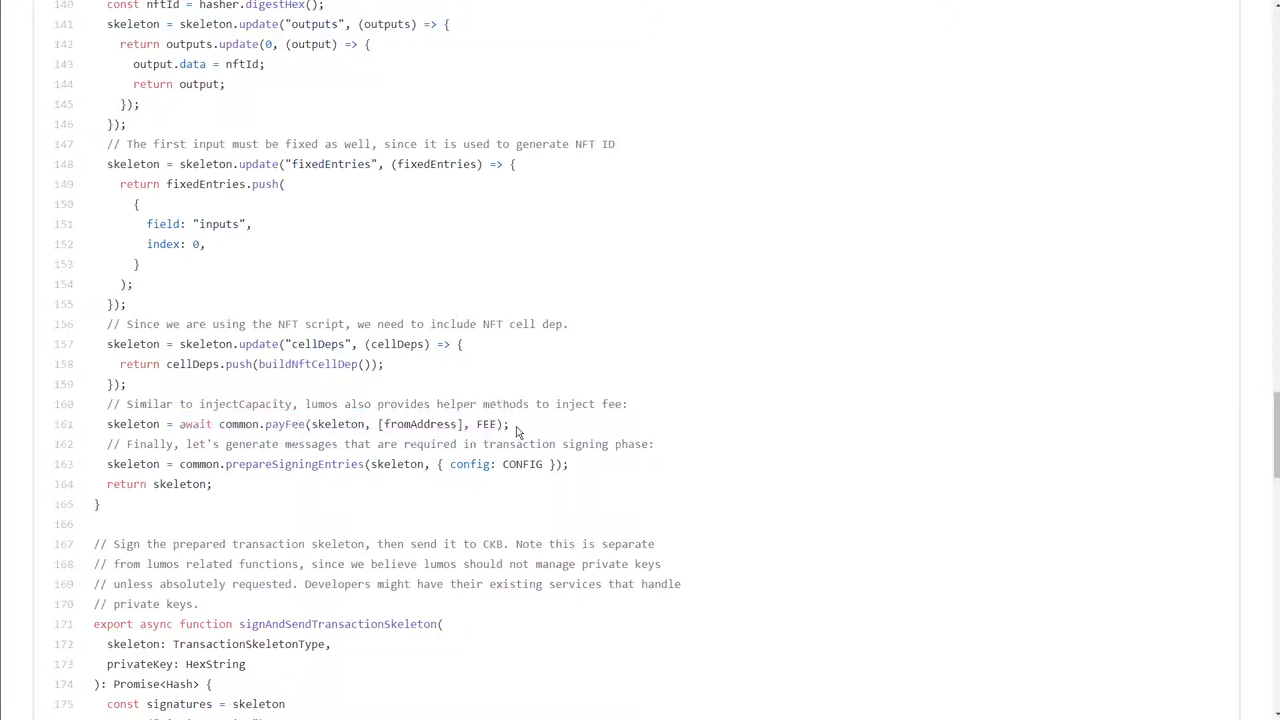 140 const nftId = hasher.digestHex();
141 skeleton = skeleton.update("outputs", (outputs) => {
142 return outputs.update(0, (output) => {
143 output.data = nftId;
144 return output;
145 });
146 });
147 // The first input must be fixed as well, since it is used to generate NFT ID
148 skeleton = skeleton.update("fixedEntries", (fixedEntries) => {
149 return fixedEntries.push(
150 {
151 field: "inputs",
152 index: 0,
153 }
154 );
155 });
156 // Since we are using the NFT script, we need to include NFT cell dep.
157 skeleton = skeleton.update("cellDeps", (cellDeps) => {
158 return cellDeps.push(buildNftCellDep());
159 });
160 // Similar to injectCapacity, lumos also provides helper methods to inject fee:
161 skeleton = await common.payFee(skeleton, [fromAddress], FEE);
162 // Finally, let's generate messages that are required in transaction signing phase:
163 skeleton = common.prepareSigningEntries(skeleton, { config: CONFIG });
164 return skeleton;
165 }
166
167 // Sign the prepared transaction skeleton, then send it to CKB. Note this is separate
168 // from lumos related functions, since we believe lumos should not manage private keys
169 // unless absolutely requested. Developers might have their existing services that handle
170 // private keys.
171 export async function signAndSendTransactionSkeleton(
172 skeleton: TransactionSkeletonType,
173 privateKey: HexString
174 ): Promise<Hash> {
175 const signatures = skeleton